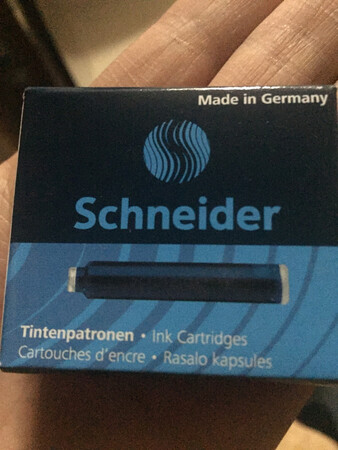 Made in Germany
Schneider
Tintenpatronen • Ink Cartridges
Cartouches d'encre • Rasalo kapsules